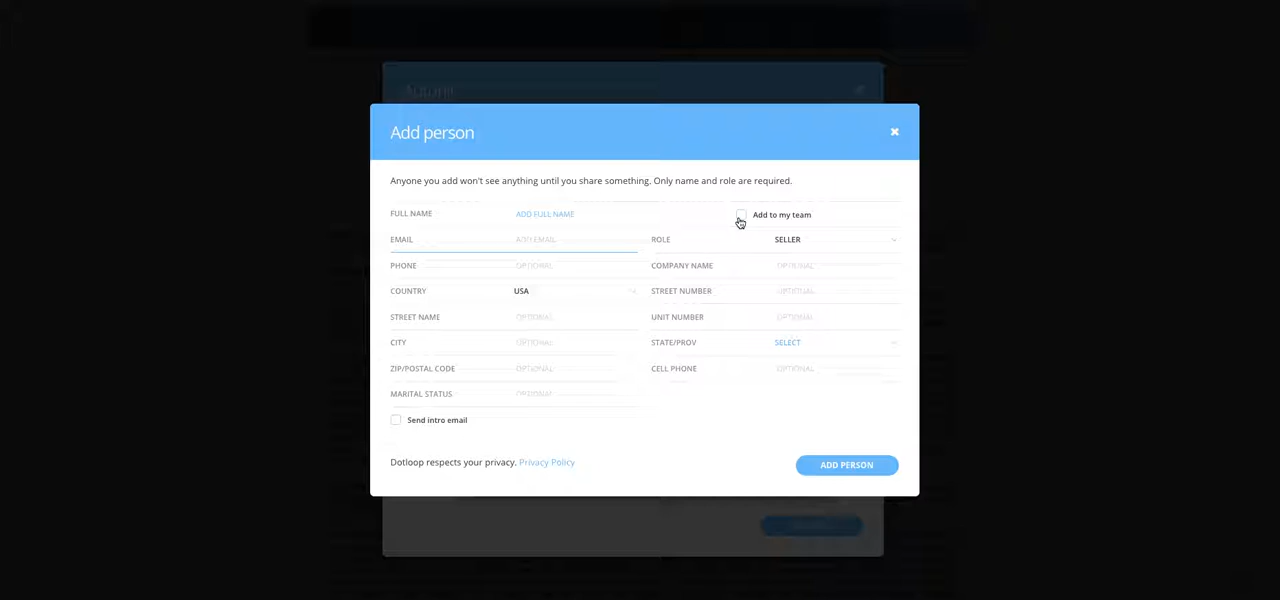 Add person
Anyone you add won't see anything until you share something. Only name and role are required.
FULL NAME ADD FULL NAME Add to my team
EMAIL ADD EMAIL ROLE SELLER
PHONE OPTIONAL COMPANY NAME OPTIONAL
COUNTRY USA STREET NUMBER OPTIONAL
STREET NAME OPTIONAL UNIT NUMBER OPTIONAL
CITY OPTIONAL STATE/PROV SELECT
ZIP/POSTAL CODE OPTIONAL CELL PHONE OPTIONAL
MARITAL STATUS OPTIONAL
Send intro email
Dotloop respects your privacy. Privacy Policy
ADD PERSON